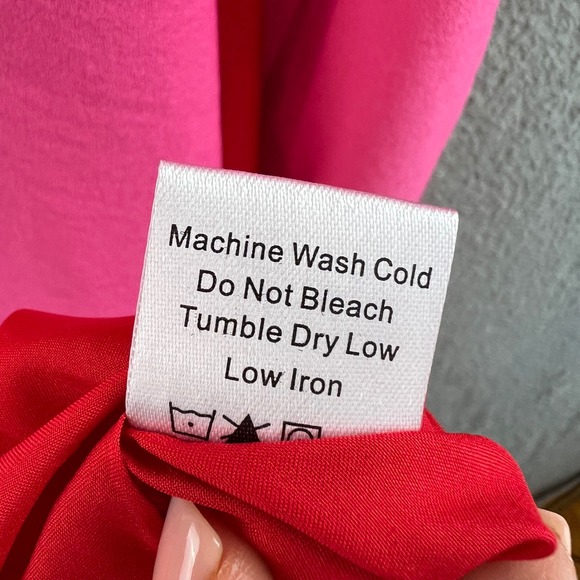 Machine Wash Cold
Do Not Bleach
Tumble Dry Low
Low Iron